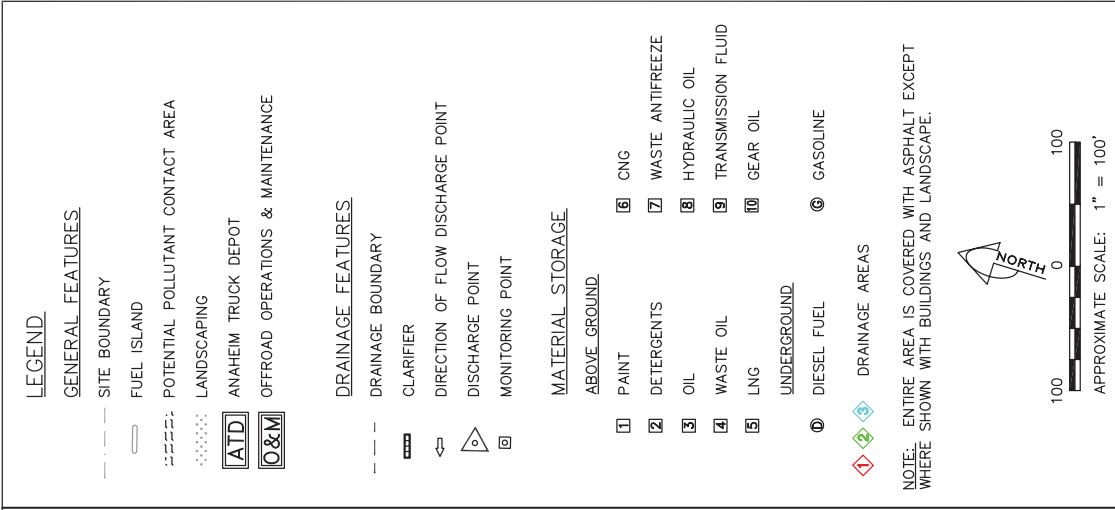 LEGEND
GENERAL FEATURES
SITE BOUNDARY
FUEL ISLAND
POTENTIAL POLLUTANT CONTACT AREA
LANDSCAPING
ATD ANAHEIM TRUCK DEPOT
O&M OFFROAD OPERATIONS & MAINTENANCE
DRAINAGE FEATURES
DRAINAGE BOUNDARY
CLARIFIER
DIRECTION OF FLOW DISCHARGE POINT
DISCHARGE POINT
MONITORING POINT
MATERIAL STORAGE
ABOVE GROUND
1 PAINT 6 CNG
2 DETERGENTS 7 WASTE ANTIFREEZE
3 OIL 8 HYDRAULIC OIL
4 WASTE OIL 9 TRANSMISSION FLUID
5 LNG 10 GEAR OIL
UNDERGROUND
D DIESEL FUEL G GASOLINE
1 2 3 DRAINAGE AREAS
NOTE: ENTIRE AREA IS COVERED WITH ASPHALT EXCEPT
WHERE SHOWN WITH BUILDINGS AND LANDSCAPE.
NORTH
100 0 100
APPROXIMATE SCALE: 1" = 100'